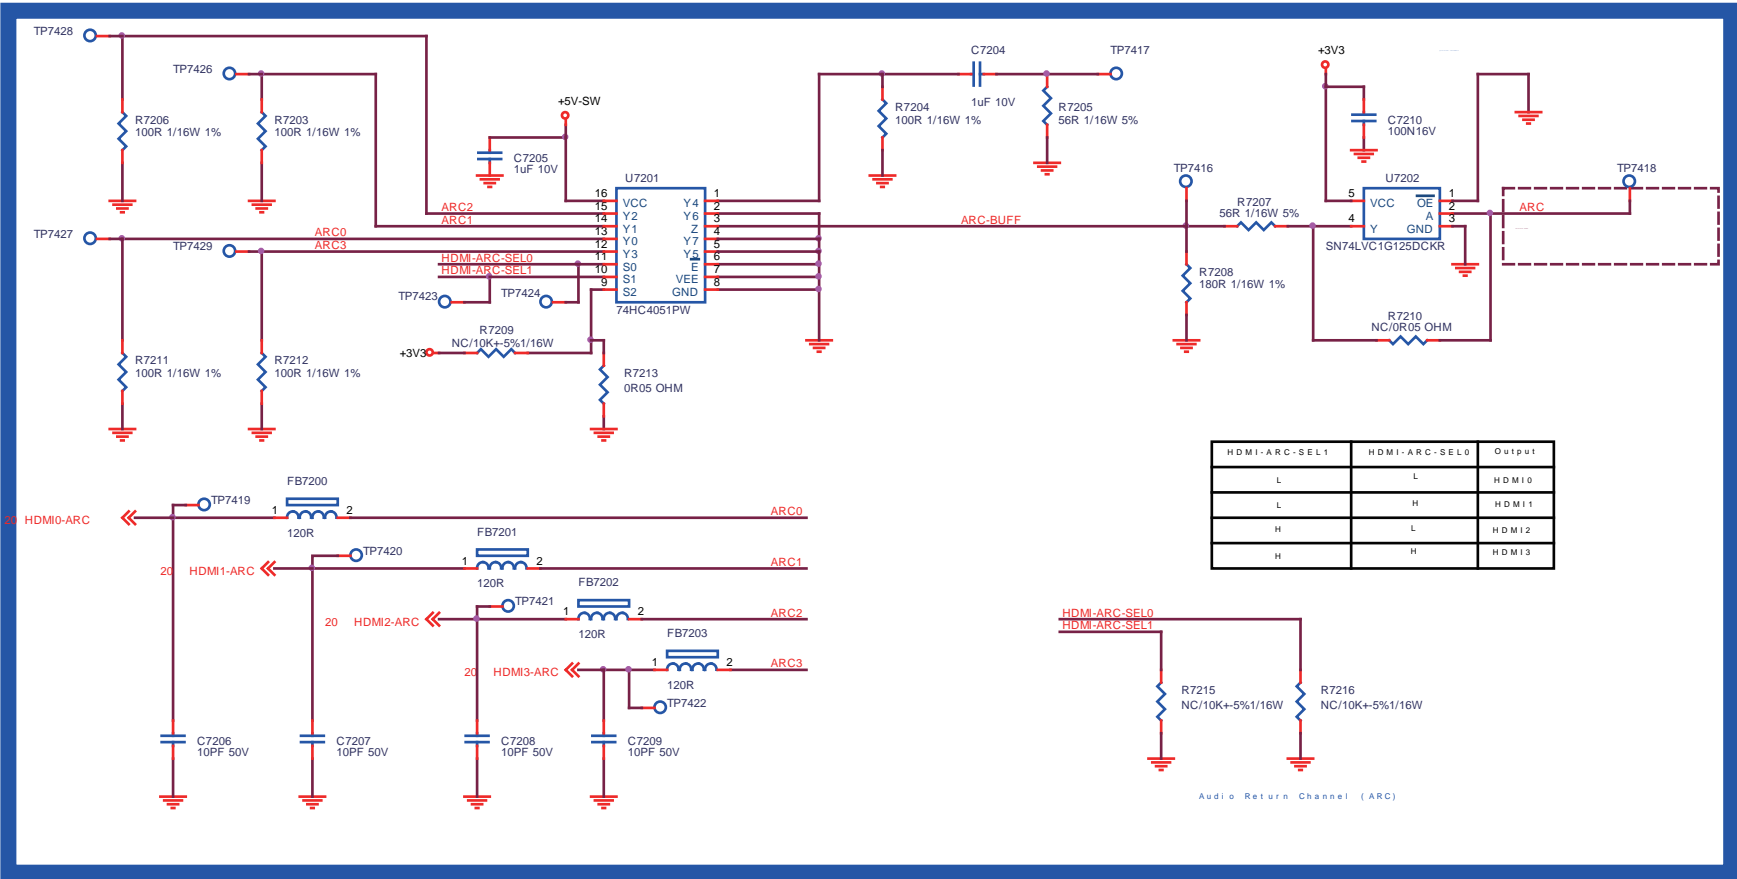 TP7428
TP7426
R7206
100R 1/16W 1%
R7203
100R 1/16W 1%
+5V-SW
C7205
1uF 10V
C7204
1uF 10V
TP7417
R7204
100R 1/16W 1%
R7205
56R 1/16W 5%
+3V3
C7210
100N16V
TP7427
TP7429
ARC2
ARC1
ARC0
ARC3
HDMI-ARC-SEL0
HDMI-ARC-SEL1
TP7423
TP7424
U7201
16 VCC Y4 1
15 Y2 Y6 2
14 Y1 Z 3
13 Y0 Y7 4
12 Y3 Y5 5
11 S0 E 6
10 S1 VEE 7
9 S2 GND 8
74HC4051PW
ARC-BUFF
TP7416
R7207
56R 1/16W 5%
R7208
180R 1/16W 1%
U7202
5 VCC OE 1
A 2
4 Y GND 3
SN74LVC1G125DCKR
TP7418
ARC
R7210
NC/0R05 OHM
R7209
NC/10K+-5%1/16W
+3V3
R7213
0R05 OHM
R7211
100R 1/16W 1%
R7212
100R 1/16W 1%
HDMI-ARC-SEL1 HDMI-ARC-SEL0 Output
L L HDMI0
L H HDMI1
H L HDMI2
H H HDMI3
FB7200
TP7419
20 HDMI0-ARC
1 2
120R
ARC0
FB7201
TP7420
20 HDMI1-ARC
1 2
120R
ARC1
FB7202
TP7421
20 HDMI2-ARC
1 2
120R
ARC2
FB7203
20 HDMI3-ARC
1 2
120R
ARC3
TP7422
C7206
10PF 50V
C7207
10PF 50V
C7208
10PF 50V
C7209
10PF 50V
HDMI-ARC-SEL0
HDMI-ARC-SEL1
R7215
NC/10K+-5%1/16W
R7216
NC/10K+-5%1/16W
Audio Return Channel (ARC)